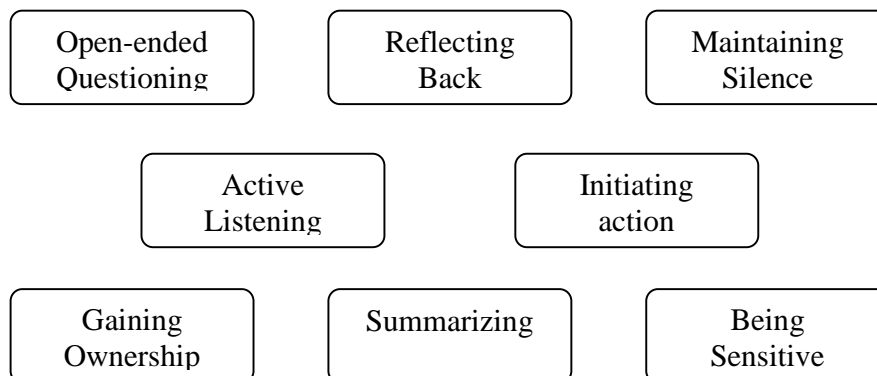 Open-ended
Questioning
Reflecting
Back
Maintaining
Silence
Active
Listening
Initiating
action
Gaining
Ownership
Summarizing
Being
Sensitive